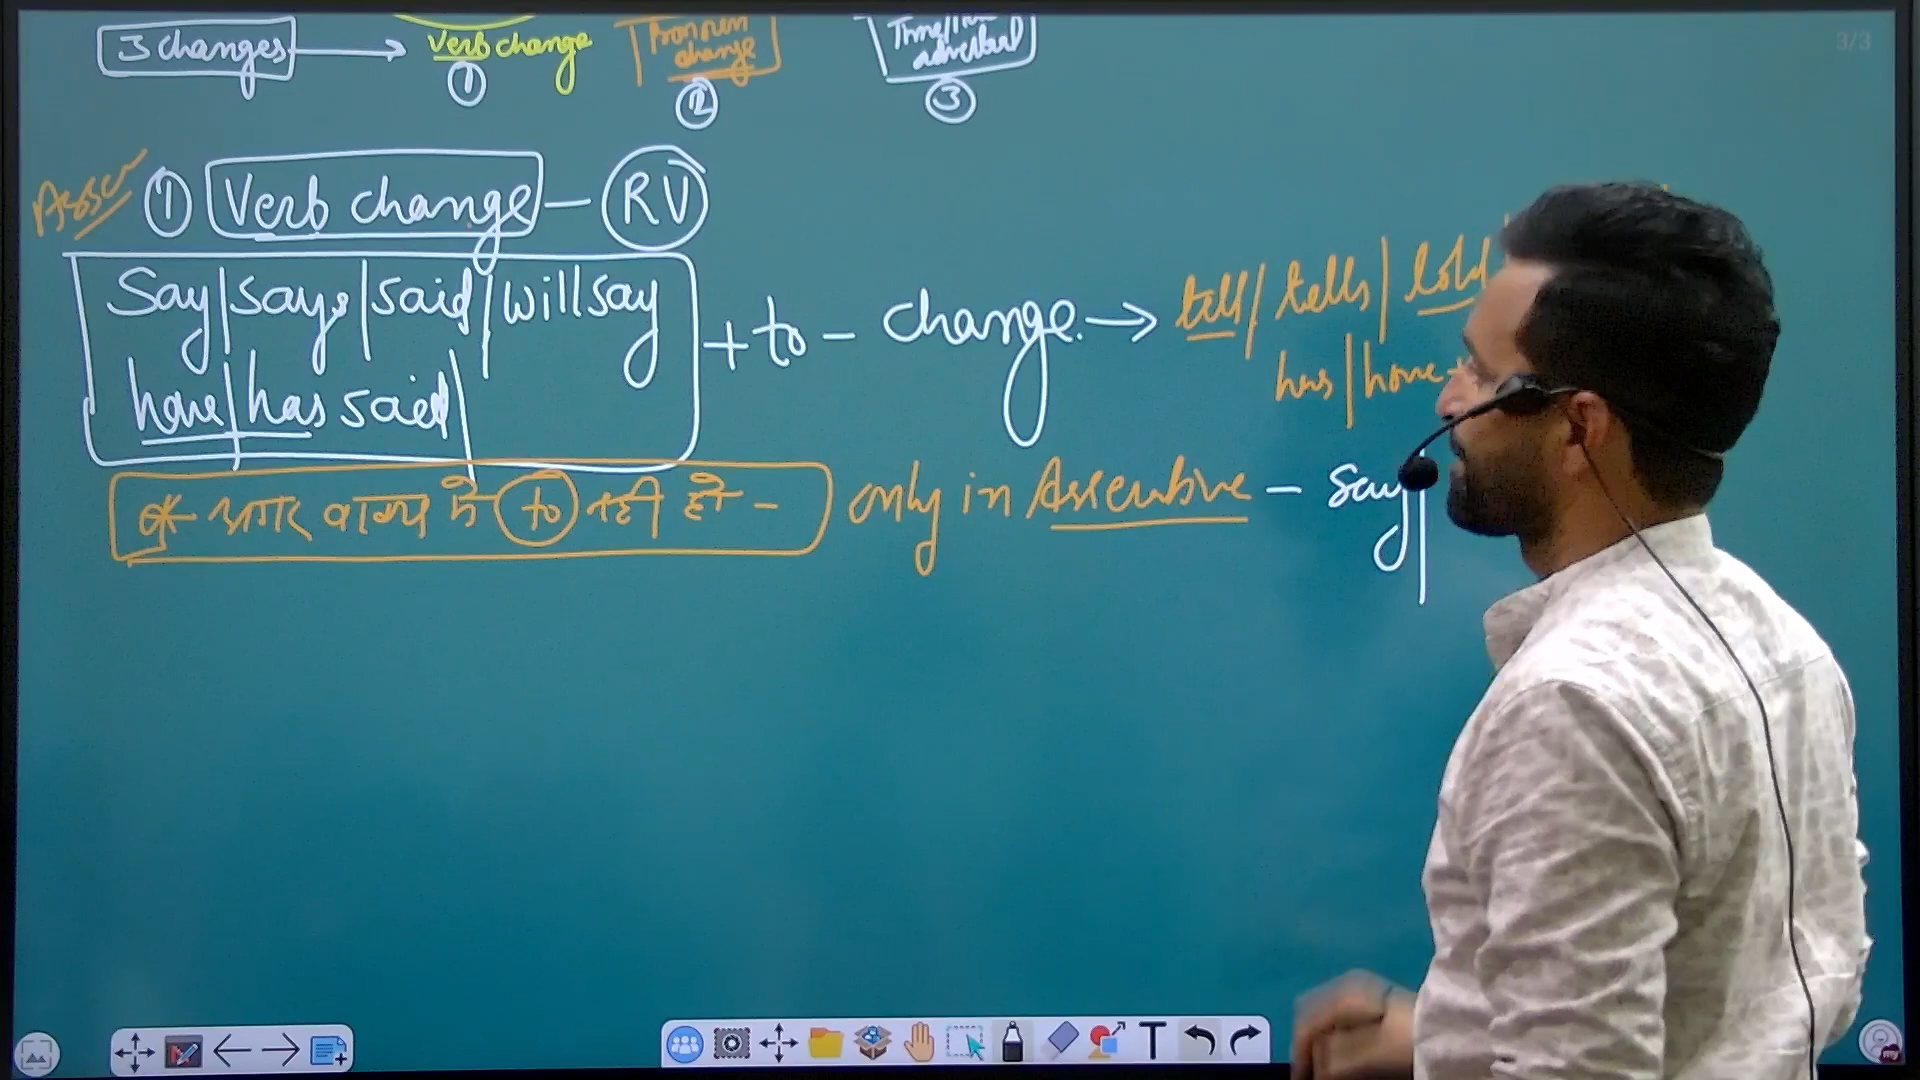 3 changes → Verb change Pronoun change Time/ adverbial 3/3
① ② ③
Asser ① Verb change – RV
Say | says | said | will say + to – change → tell / tells / told
have | has said has | have
* अगर वाक्य में to नहीं हो – only in Assertive – say |
T